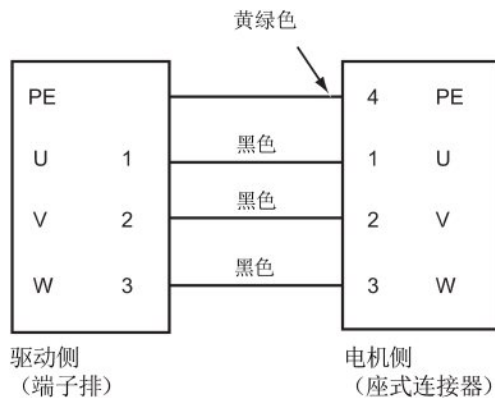 黄绿色
PE 4 PE
U 1 黑色 1 U
V 2 黑色 2 V
W 3 黑色 3 W
驱动侧 电机侧
（端子排） （座式连接器）